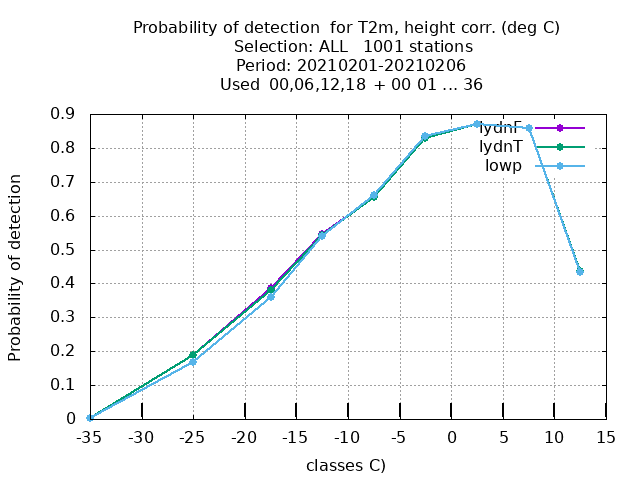 Probability of detection  for T2m, height corr. (deg C)
Selection: ALL   1001 stations
Period: 20210201-20210206
Used  00,06,12,18  + 00 01 ... 36
Probability of detection
0.9
0.8
0.7
0.6
0.5
0.4
0.3
0.2
0.1
0
-35 -30 -25 -20 -15 -10 -5 0 5 10 15
classes C)
lydnF
lydnT
lowp